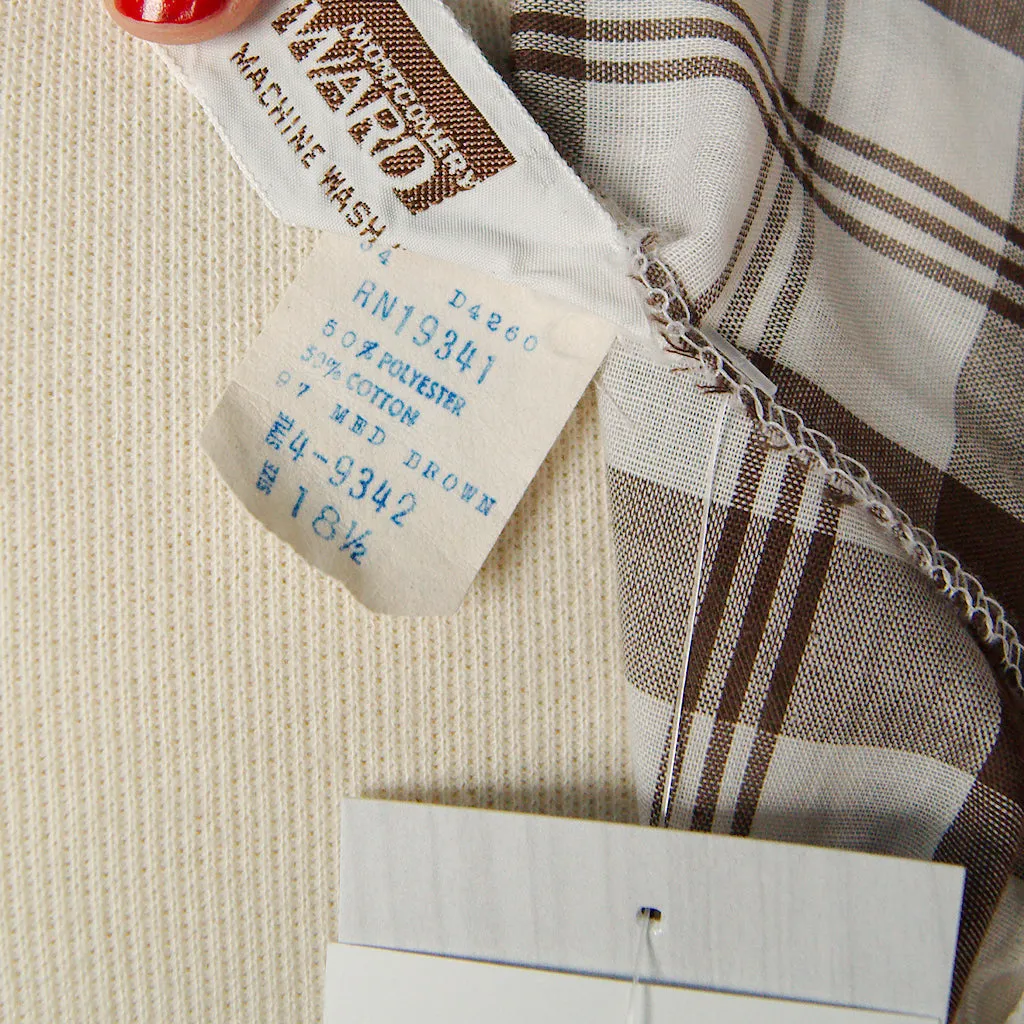 MONTGOMERY
WARD
MACHINE WASH
34
D4260
RN19341
50% POLYESTER
50% COTTON
97 MED BROWN
STYLE 4-9342
SIZE 18½